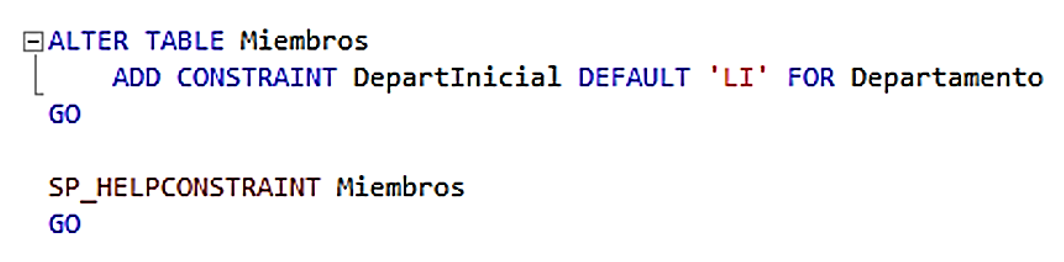 ALTER TABLE Miembros
ADD CONSTRAINT DepartInicial DEFAULT 'LI' FOR Departamento
GO
SP_HELPCONSTRAINT Miembros
GO